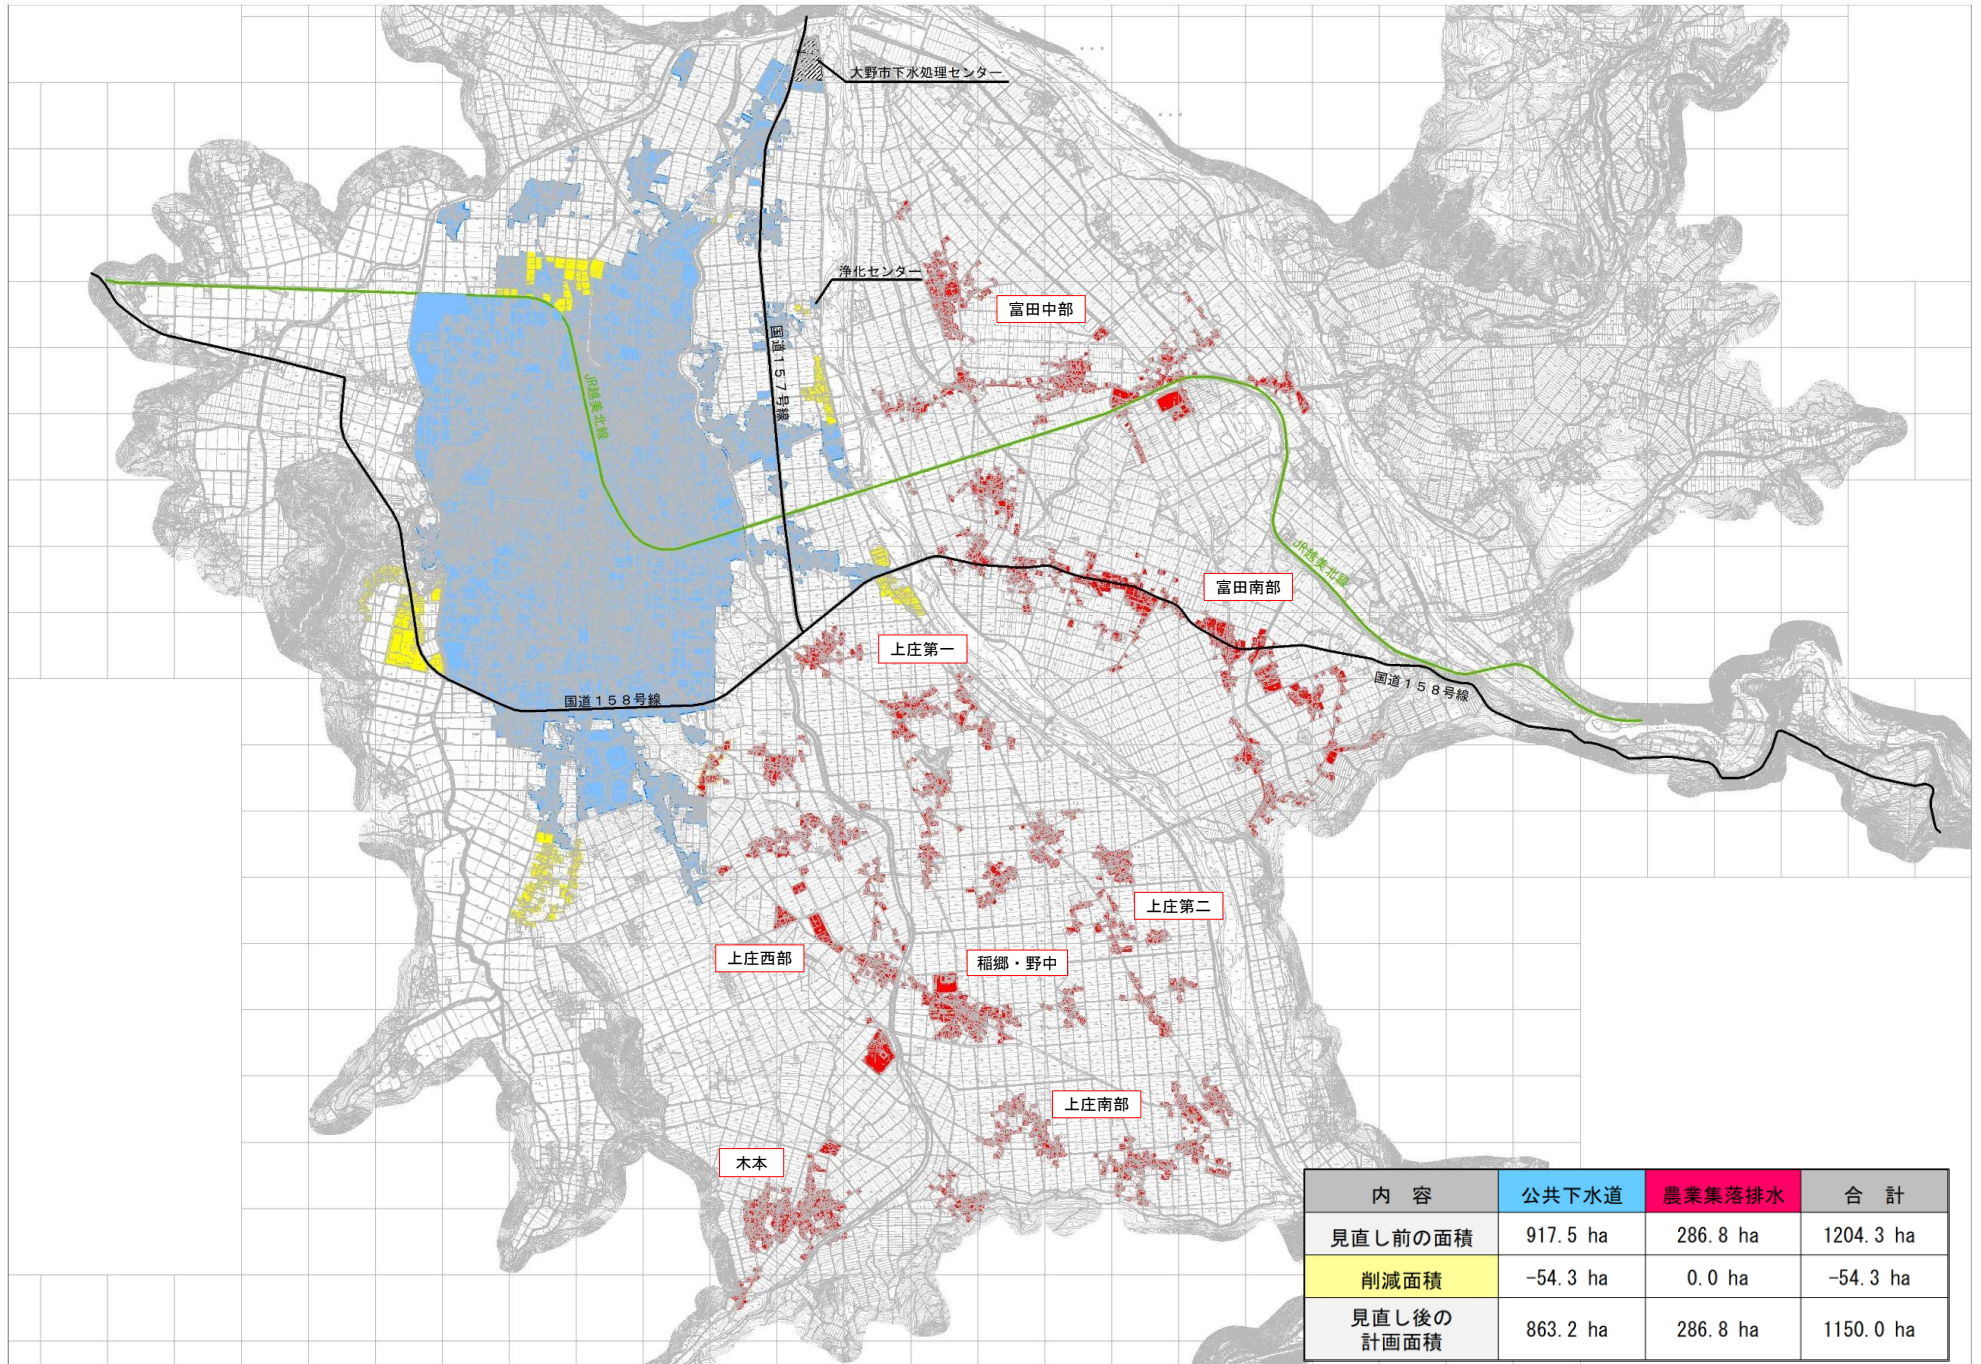 大野市下水処理センター
浄化センター
富田中部
国道157号線
JR越美北線
JR越美北線
富田南部
上庄第一
国道158号線
国道158号線
上庄第二
上庄西部
稲郷・野中
上庄南部
木本
内 容 公共下水道 農業集落排水 合 計
見直し前の面積 917.5 ha 286.8 ha 1204.3 ha
削減面積 -54.3 ha 0.0 ha -54.3 ha
見直し後の
計画面積 863.2 ha 286.8 ha 1150.0 ha